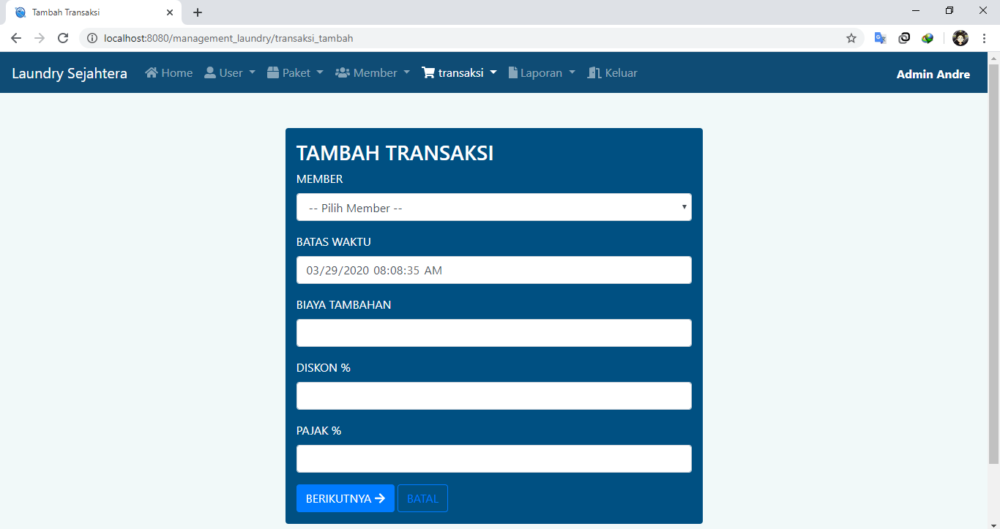 Tambah Transaksi
localhost:8080/management_laundry/transaksi_tambah
Laundry Sejahtera Home User Paket Member transaksi Laporan Keluar Admin Andre
TAMBAH TRANSAKSI
MEMBER
-- Pilih Member --
BATAS WAKTU
03/29/2020 08:08:35 AM
BIAYA TAMBAHAN
DISKON %
PAJAK %
BERIKUTNYA BATAL